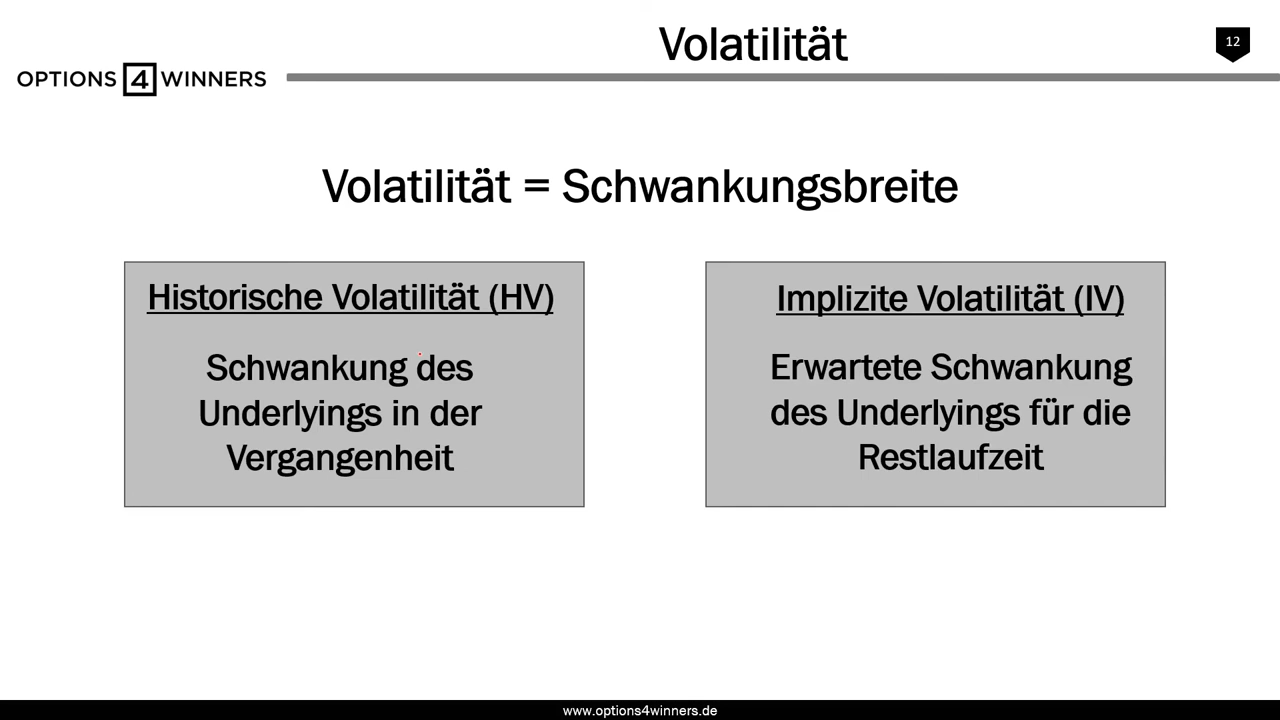 Volatilität
12
OPTIONS 4 WINNERS
Volatilität = Schwankungsbreite
Historische Volatilität (HV)
Schwankung des
Underlyings in der
Vergangenheit
Implizite Volatilität (IV)
Erwartete Schwankung
des Underlyings für die
Restlaufzeit
www.options4winners.de